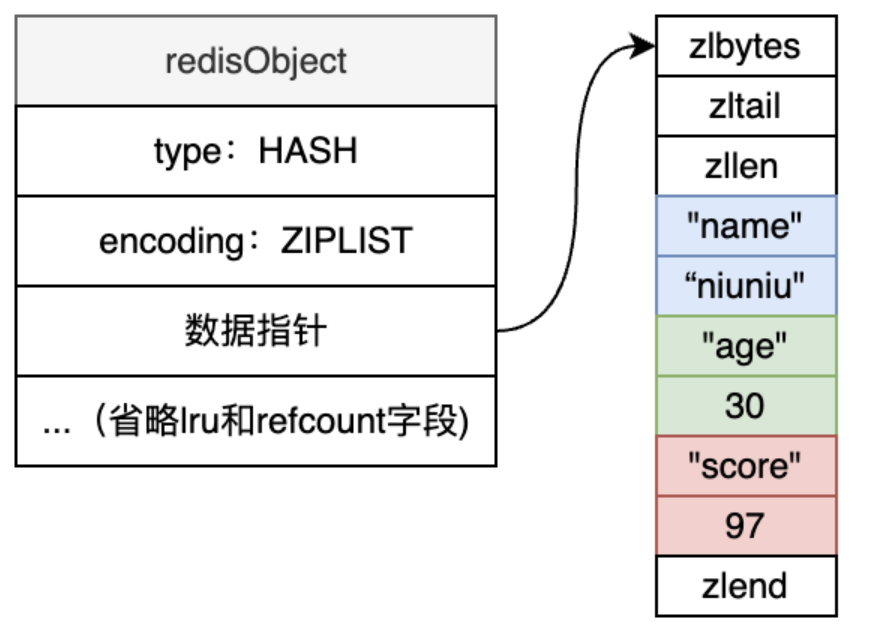 redisObject
type：HASH
encoding：ZIPLIST
数据指针
...（省略lru和refcount字段)
zlbytes
zltail
zllen
"name"
“niuniu"
"age"
30
"score"
97
zlend